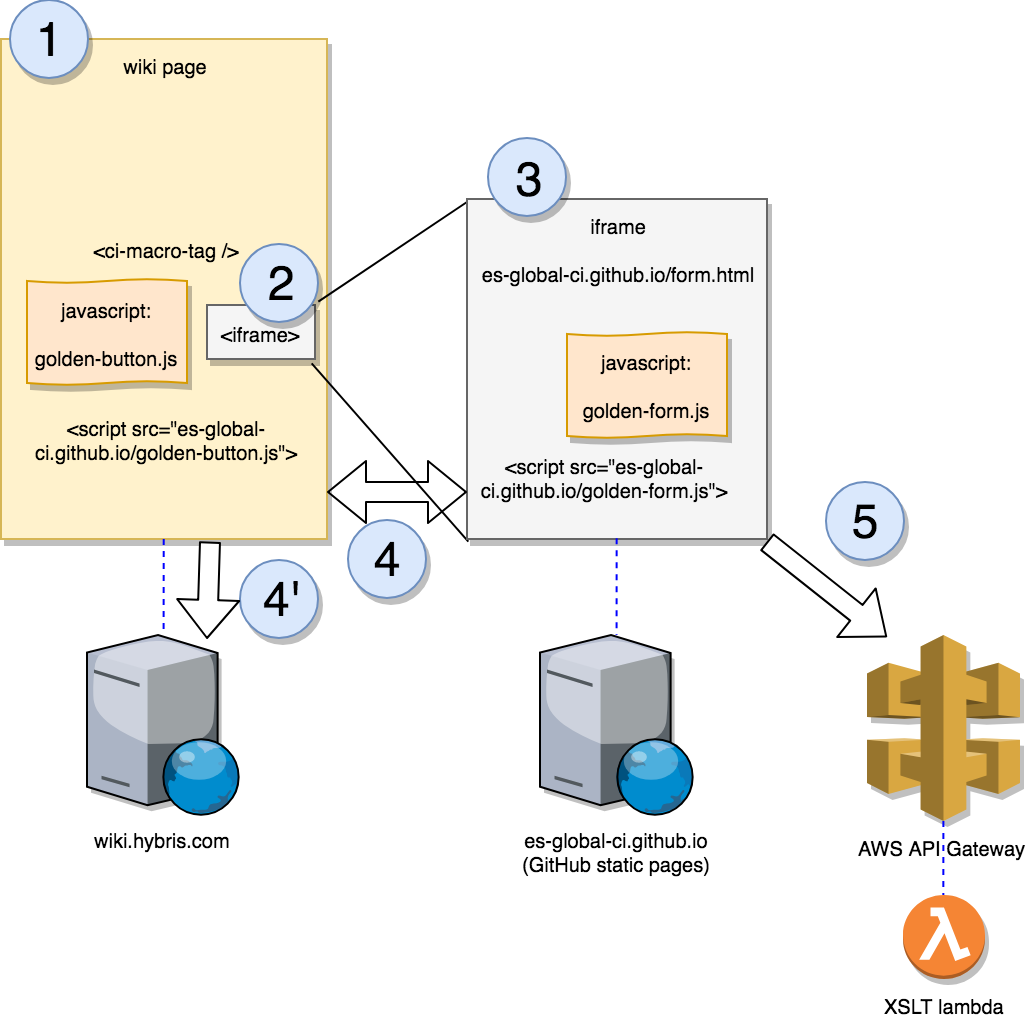 1
wiki page
<ci-macro-tag />
2
<iframe>
javascript:
golden-button.js
<script src="es-global-
ci.github.io/golden-button.js">
3
iframe
es-global-ci.github.io/form.html
javascript:
golden-form.js
<script src="es-global-
ci.github.io/golden-form.js">
4
4'
5
wiki.hybris.com
es-global-ci.github.io
(GitHub static pages)
AWS API Gateway
XSLT lambda